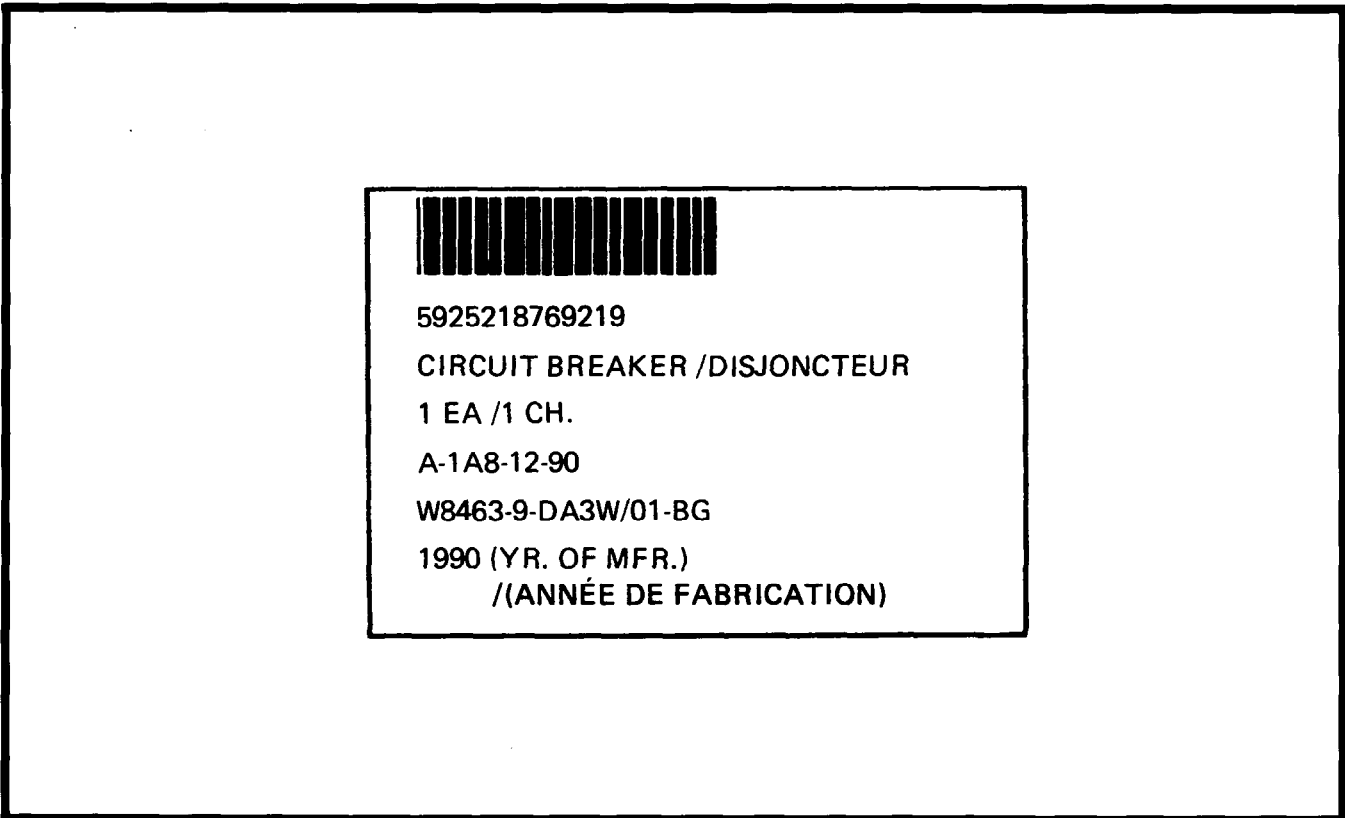 5925218769219
CIRCUIT BREAKER /DISJONCTEUR
1 EA /1 CH.
A-1A8-12-90
W8463-9-DA3W/01-BG
1990 (YR. OF MFR.)
/(ANNÉE DE FABRICATION)